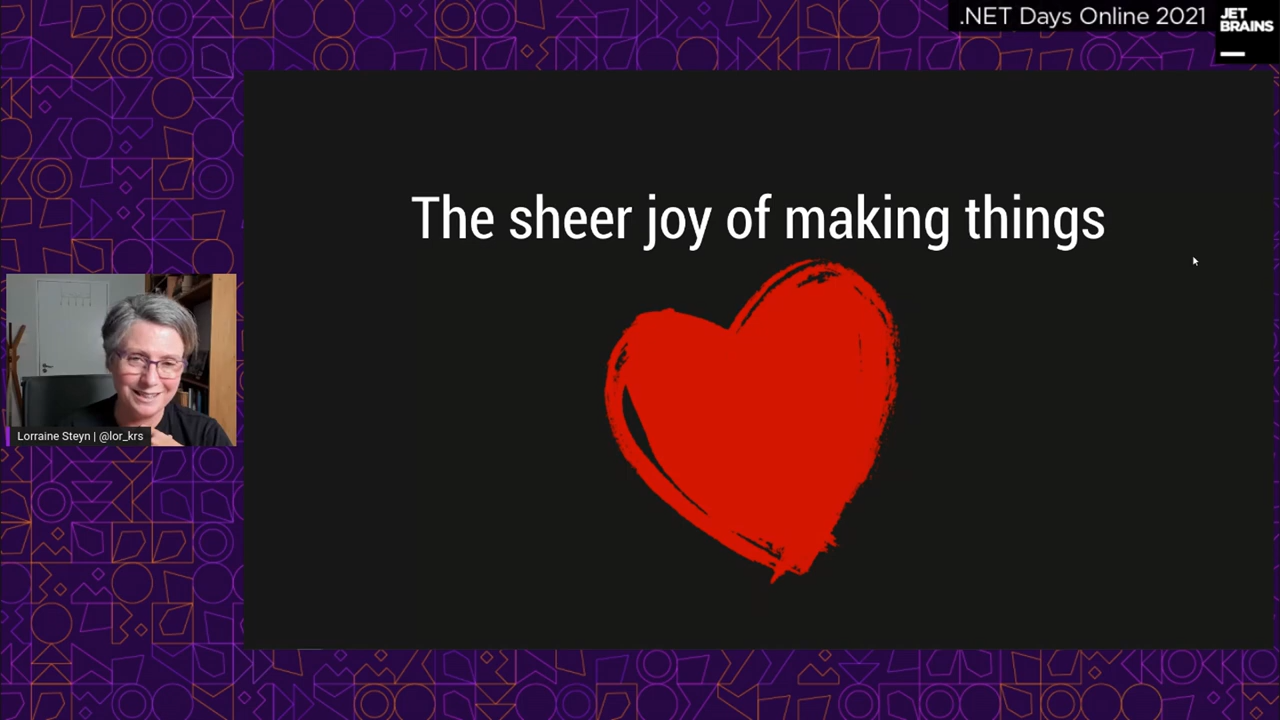 .NET Days Online 2021
JET
BRAINS
The sheer joy of making things
Lorraine Steyn | @lor_krs